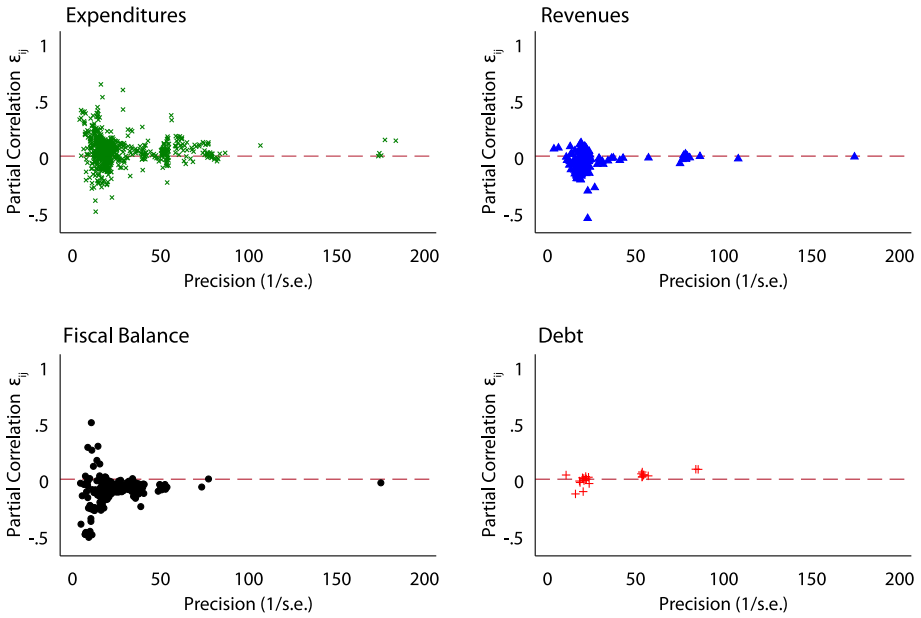 Expenditures
Partial Correlation εij
1
.5
0
-.5
0 50 100 150 200
Precision (1/s.e.)
Revenues
Partial Correlation εij
1
.5
0
-.5
0 50 100 150 200
Precision (1/s.e.)
Fiscal Balance
Partial Correlation εij
1
.5
0
-.5
0 50 100 150 200
Precision (1/s.e.)
Debt
Partial Correlation εij
1
.5
0
-.5
0 50 100 150 200
Precision (1/s.e.)